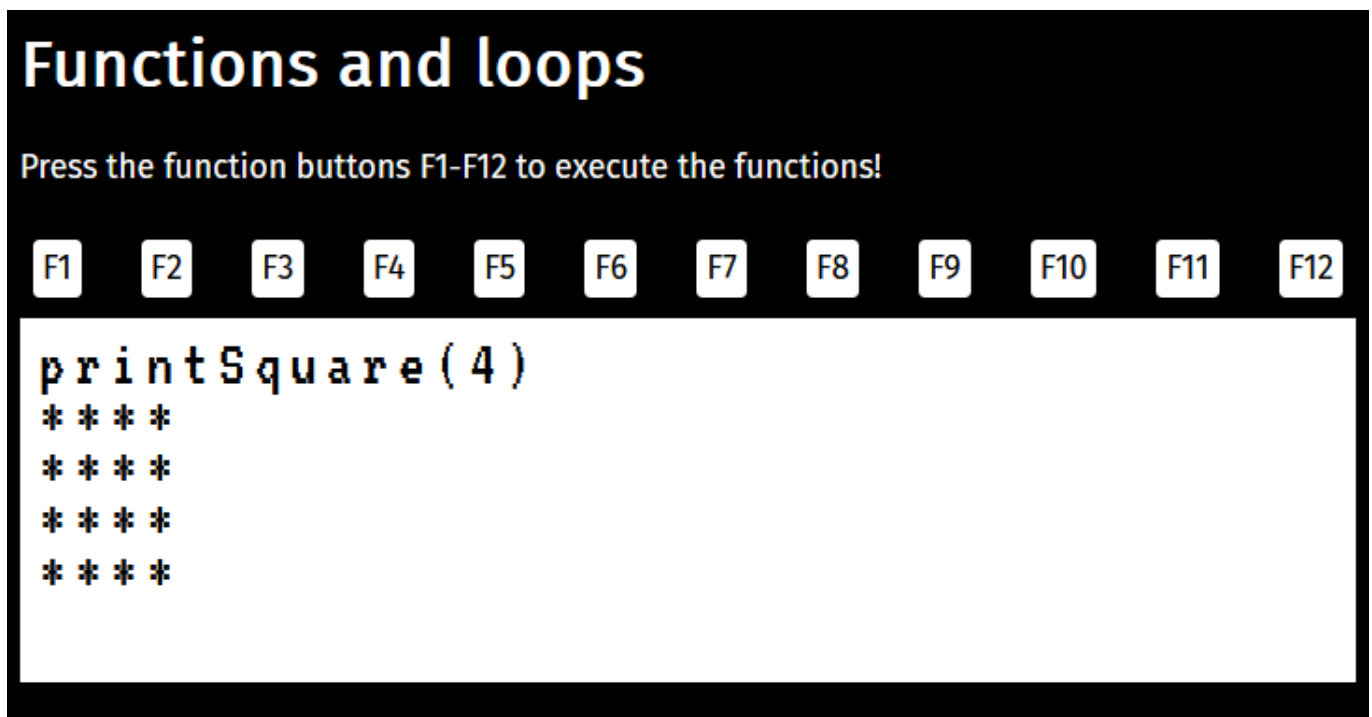 Functions and loops
Press the function buttons F1-F12 to execute the functions!
F1 F2 F3 F4 F5 F6 F7 F8 F9 F10 F11 F12
printSquare(4)
****
****
****
****